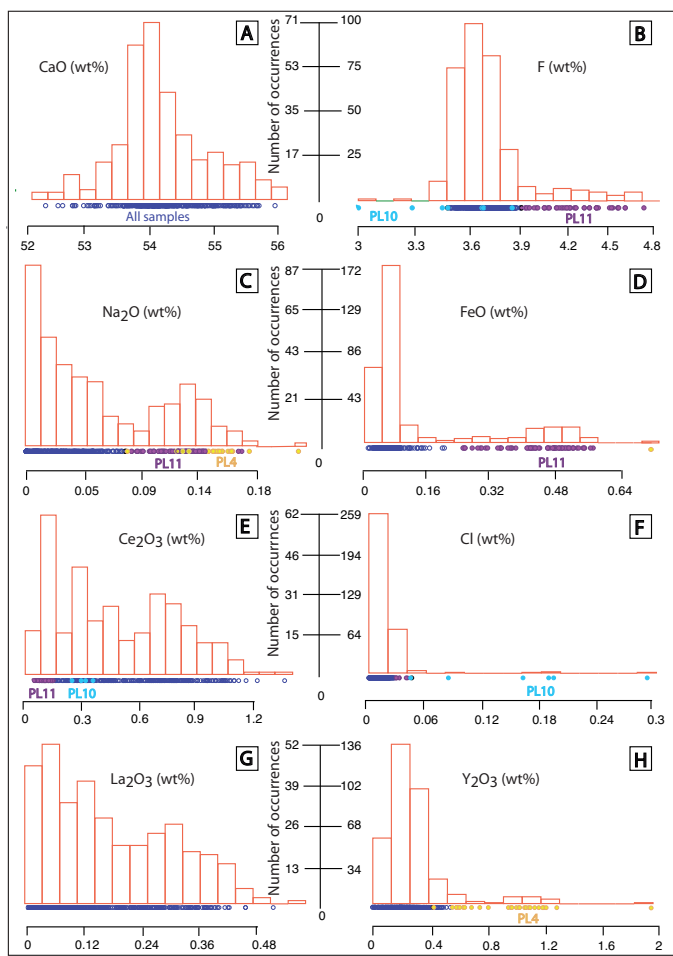 A
CaO (wt%)
71
53
35
17
0
Number of occurrences
All samples
52 53 54 55 56
B
F (wt%)
100
75
50
25
PL10
PL11
3 3.3 3.6 3.9 4.2 4.8
C
Na2O (wt%)
87
65
43
21
0
Number of occurrences
PL11
PL4
0 0.05 0.09 0.14 0.18
D
FeO (wt%)
172
129
86
43
PL11
0 0.16 0.32 0.48 0.64
E
Ce2O3 (wt%)
62
46
31
15
0
Number of occurrnces
PL11
PL10
0 0.3 0.6 0.9 1.2
F
Cl (wt%)
259
194
129
64
PL10
0 0.06 0.12 0.18 0.24 0.3
G
La2O3 (wt%)
52
39
26
13
0
Number of occurrences
0 0.12 0.24 0.36 0.48
H
Y2O3 (wt%)
136
102
68
34
PL4
0 0.4 0.8 1.2 1.6 2